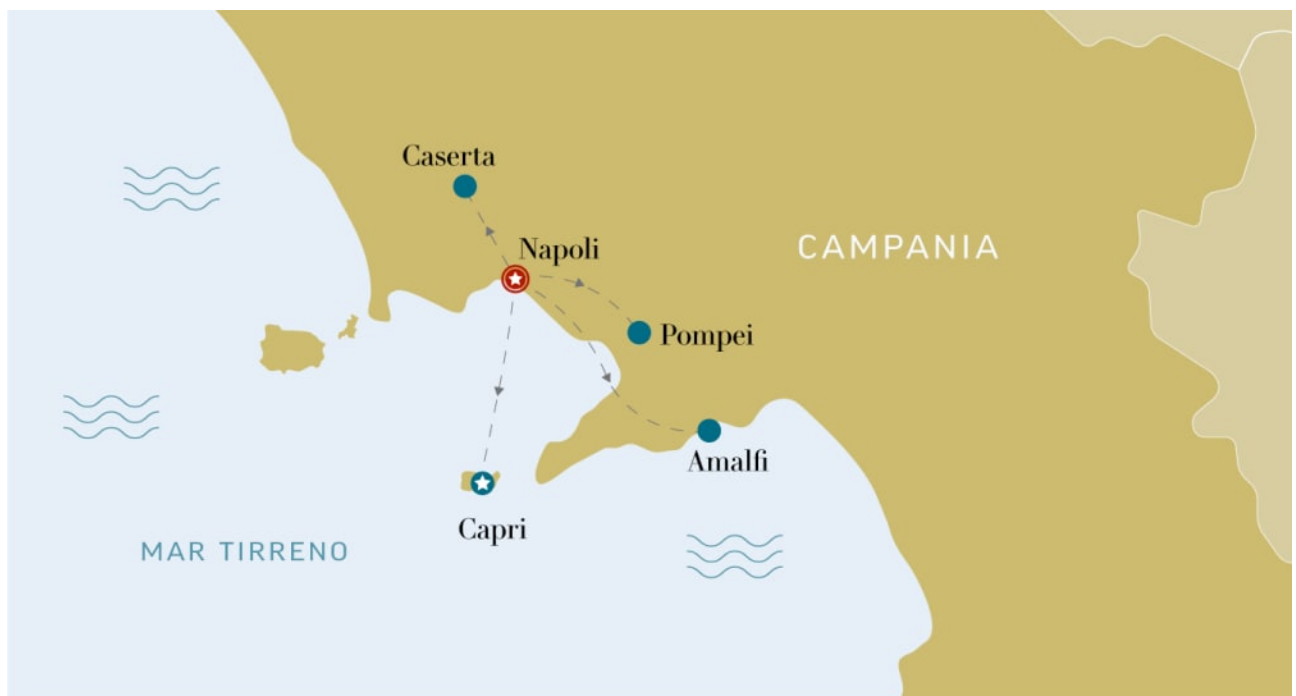 Caserta
Napoli
CAMPANIA
Pompei
Amalfi
Capri
MAR TIRRENO